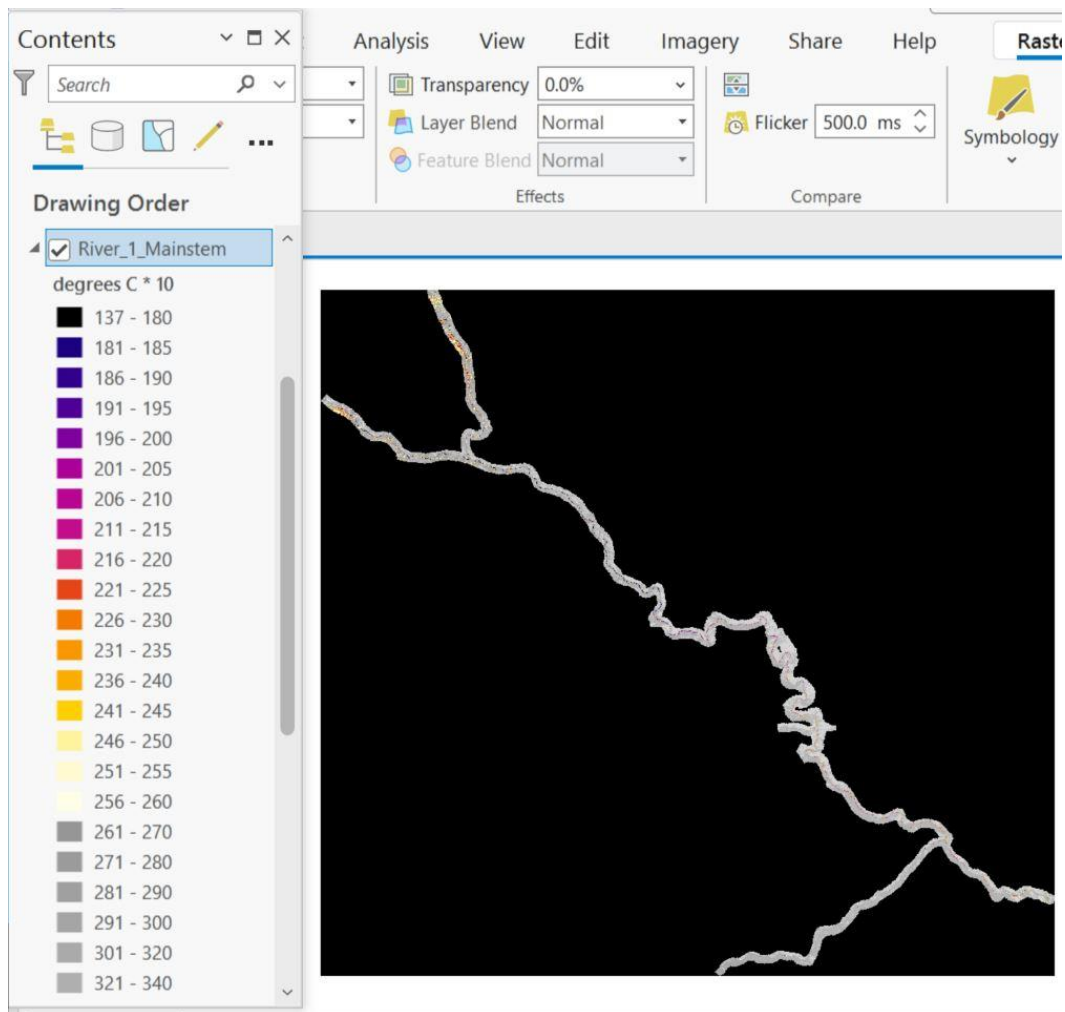 Contents
Analysis View Edit Imagery Share Help
Search
Transparency 0.0%
Layer Blend Normal
Flicker 500.0 ms
Feature Blend Normal
Symbology
Effects
Compare
Drawing Order
River_1_Mainstem
degrees C * 10
137 - 180
181 - 185
186 - 190
191 - 195
196 - 200
201 - 205
206 - 210
211 - 215
216 - 220
221 - 225
226 - 230
231 - 235
236 - 240
241 - 245
246 - 250
251 - 255
256 - 260
261 - 270
271 - 280
281 - 290
291 - 300
301 - 320
321 - 340